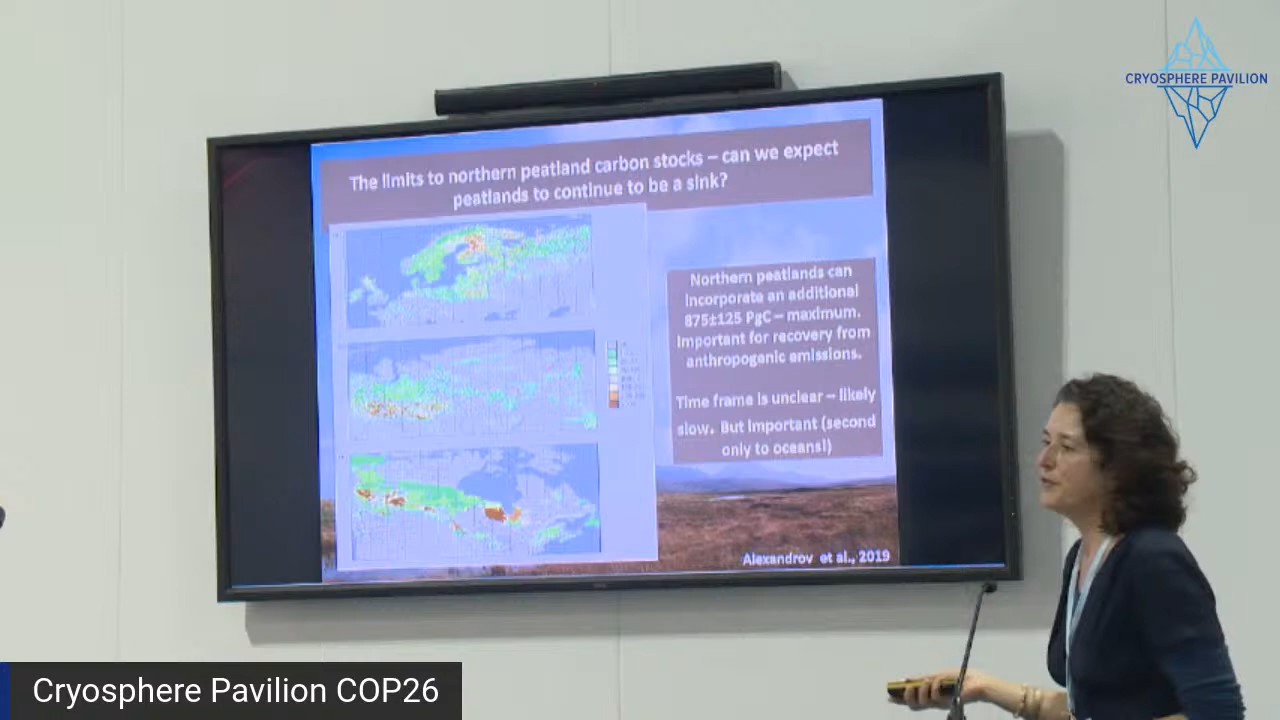 CRYOSPHERE PAVILION
The limits to northern peatland carbon stocks – can we expect
peatlands to continue to be a sink?
Northern peatlands can
incorporate an additional
875±125 PgC – maximum.
Important for recovery from
anthropogenic emissions.
Time frame is unclear – likely
slow. But important (second
only to oceans!)
Alexandrov et al., 2019
Cryosphere Pavilion COP26